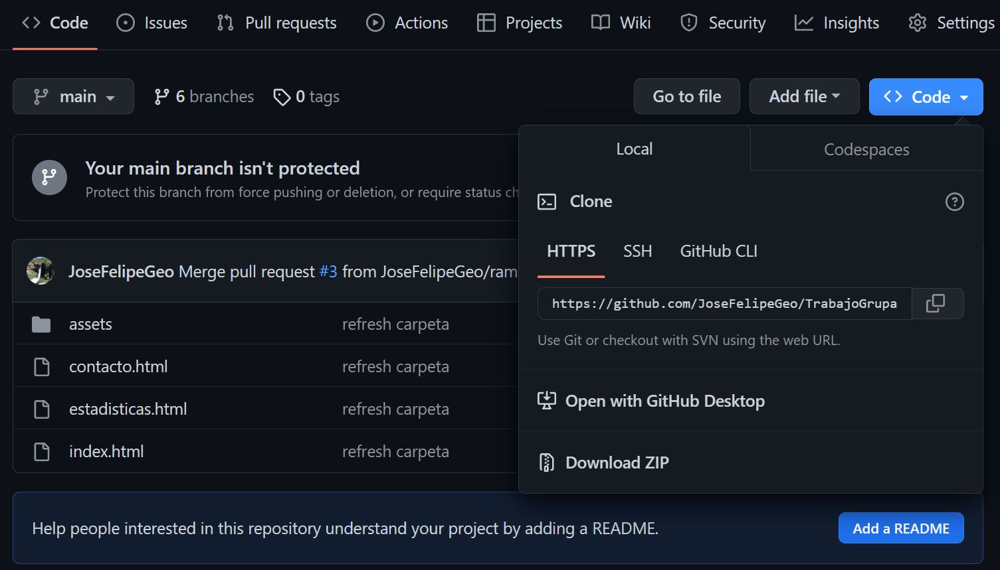 Code Issues Pull requests Actions Projects Wiki Security Insights Settings
main 6 branches 0 tags Go to file Add file Code
Local Codespaces
Your main branch isn't protected
Protect this branch from force pushing or deletion, or require status ch
Clone
HTTPS SSH GitHub CLI
JoseFelipeGeo Merge pull request #3 from JoseFelipeGeo/ram
https://github.com/JoseFelipeGeo/TrabajoGrupa
Use Git or checkout with SVN using the web URL.
assets refresh carpeta
contacto.html refresh carpeta
estadisticas.html refresh carpeta
index.html refresh carpeta
Open with GitHub Desktop
Download ZIP
Help people interested in this repository understand your project by adding a README.
Add a README